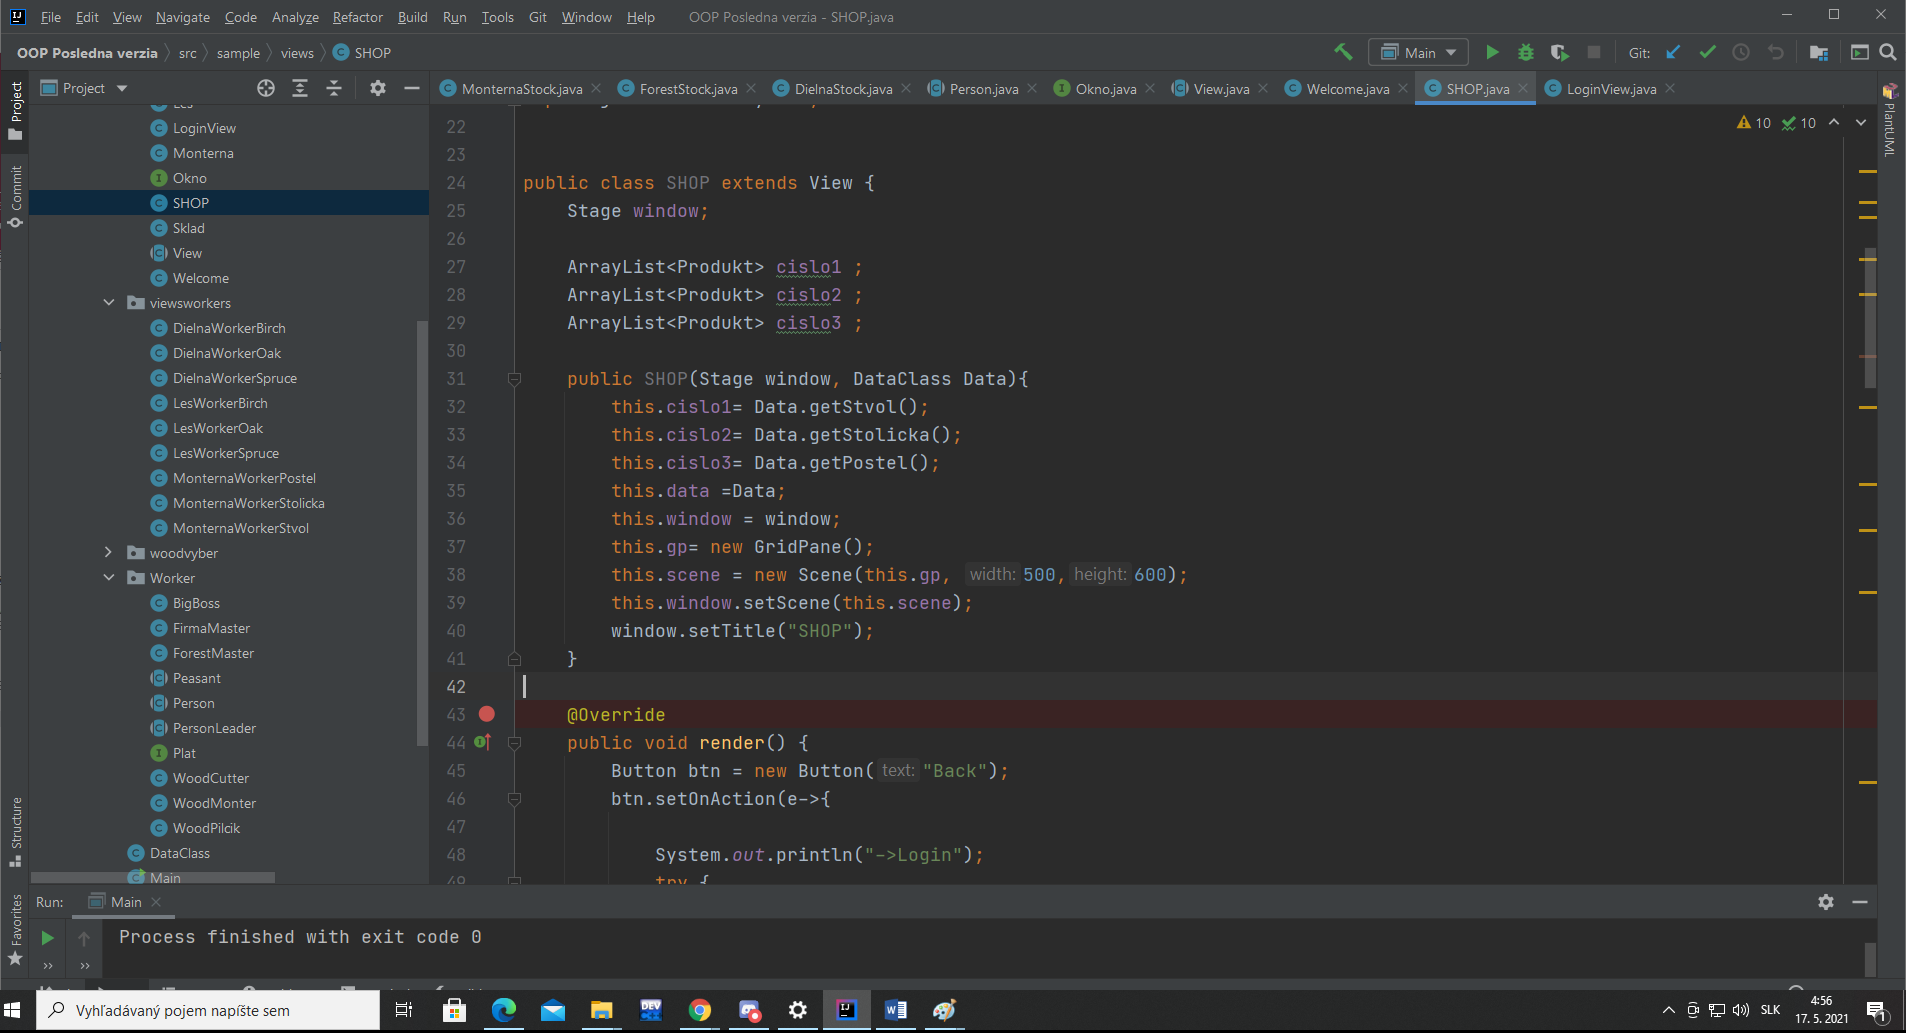 File Edit View Navigate Code Analyze Refactor Build Run Tools Git Window Help OOP Posledna verzia - SHOP.java
OOP Posledna verzia src sample views SHOP
Main
Git:
Project
MonternaStock.java ForestStock.java DielnaStock.java Person.java Okno.java View.java Welcome.java SHOP.java LoginView.java
Project
Commit
Structure
Favorites
PlantUML
Les
LoginView
Monterna
Okno
SHOP
Sklad
View
Welcome
viewsworkers
DielnaWorkerBirch
DielnaWorkerOak
DielnaWorkerSpruce
LesWorkerBirch
LesWorkerOak
LesWorkerSpruce
MonternaWorkerPostel
MonternaWorkerStolicka
MonternaWorkerStvol
woodvyber
Worker
BigBoss
FirmaMaster
ForestMaster
Peasant
Person
PersonLeader
Plat
WoodCutter
WoodMonter
WoodPilcik
DataClass
Main
10 10
22
23
24 public class SHOP extends View {
25 Stage window;
26
27 ArrayList<Produkt> cislo1 ;
28 ArrayList<Produkt> cislo2 ;
29 ArrayList<Produkt> cislo3 ;
30
31 public SHOP(Stage window, DataClass Data){
32 this.cislo1= Data.getStvol();
33 this.cislo2= Data.getStolicka();
34 this.cislo3= Data.getPostel();
35 this.data =Data;
36 this.window = window;
37 this.gp= new GridPane();
38 this.scene = new Scene(this.gp, width: 500, height: 600);
39 this.window.setScene(this.scene);
40 window.setTitle("SHOP");
41 }
42
43 @Override
44 public void render() {
45 Button btn = new Button( text: "Back");
46 btn.setOnAction(e->{
47
48 System.out.println("->Login");
49 try {
Run: Main
Process finished with exit code 0
Vyhľadávaný pojem napíšte sem
SLK
4:56
17. 5. 2021
1